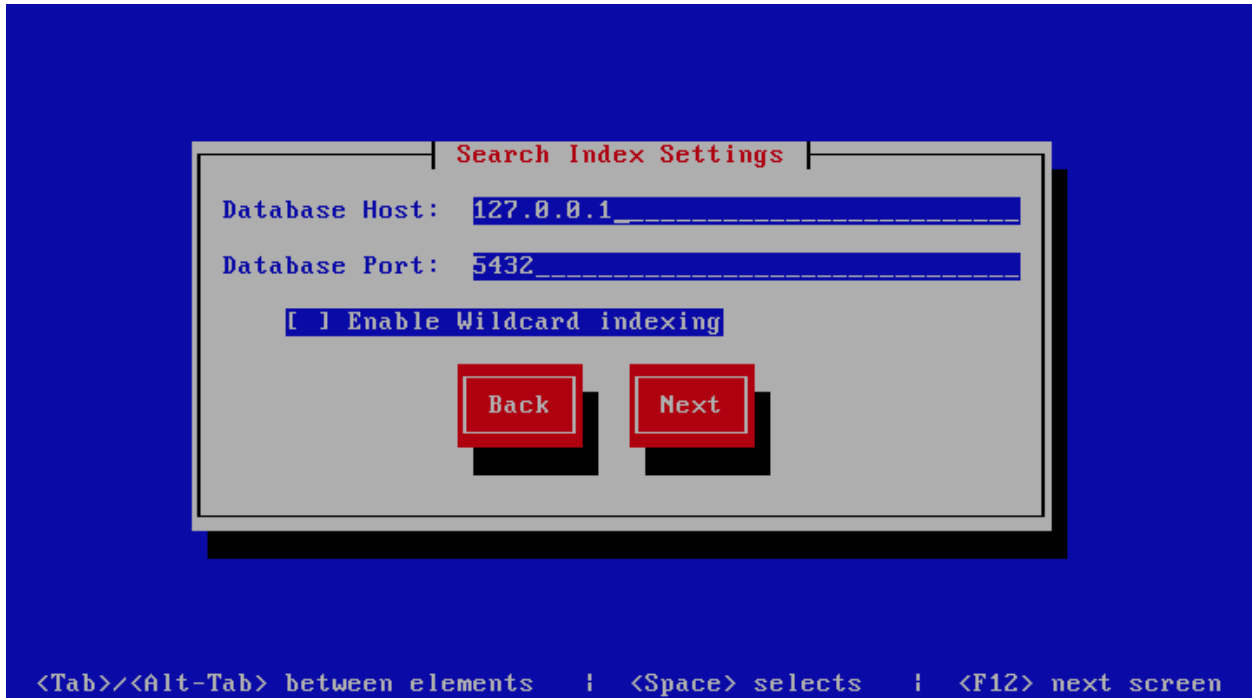 Search Index Settings
Database Host: 127.0.0.1_
Database Port: 5432
[ ] Enable Wildcard indexing
Back Next
<Tab>/<Alt-Tab> between elements | <Space> selects | <F12> next screen